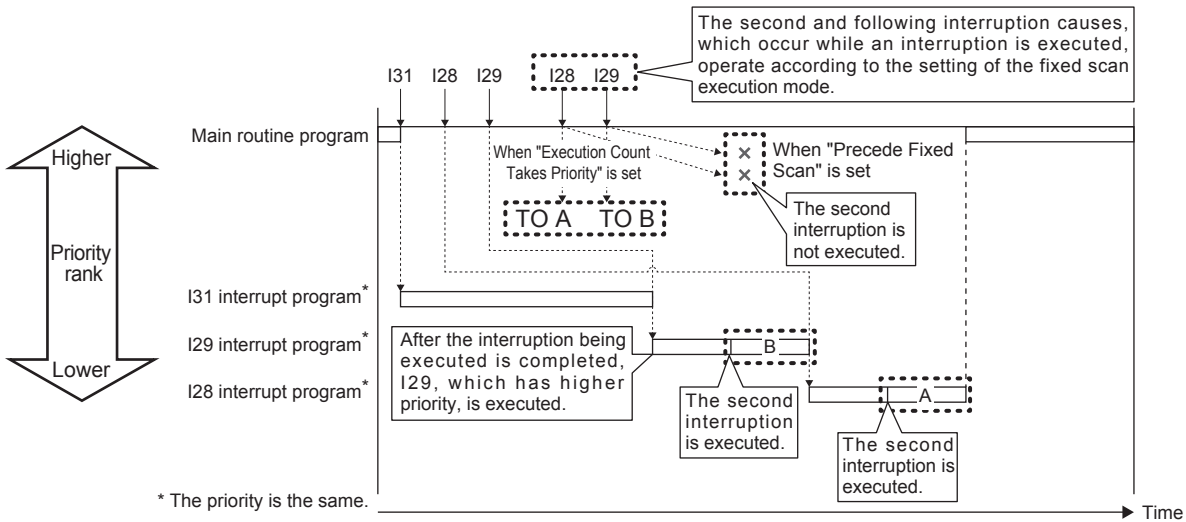 The second and following interruption causes,
which occur while an interruption is executed,
operate according to the setting of the fixed scan
execution mode.
I31 I28 I29 I28 I29
Main routine program
Higher
Priority
rank
Lower
When "Execution Count
Takes Priority" is set
TO A TO B
When "Precede Fixed
Scan" is set
The second
interruption is
not executed.
I31 interrupt program*
I29 interrupt program*
After the interruption being
executed is completed,
I29, which has higher
priority, is executed.
B
The second
interruption
is executed.
I28 interrupt program*
A
The second
interruption is
executed.
* The priority is the same.
Time